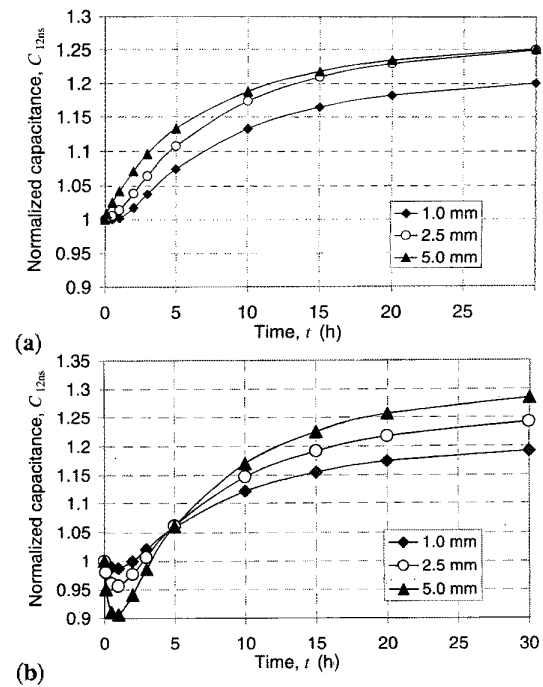 Normalized capacitance, C12ns
1.3
1.25
1.2
1.15
1.1
1.05
1
0.95
0.9
1.0 mm
2.5 mm
5.0 mm
0 5 10 15 20 25
Time, t (h)
(a)
Normalized capacitance, C12ns
1.35
1.3
1.25
1.2
1.15
1.1
1.05
1
0.95
0.9
1.0 mm
2.5 mm
5.0 mm
0 5 10 15 20 25 30
Time, t (h)
(b)